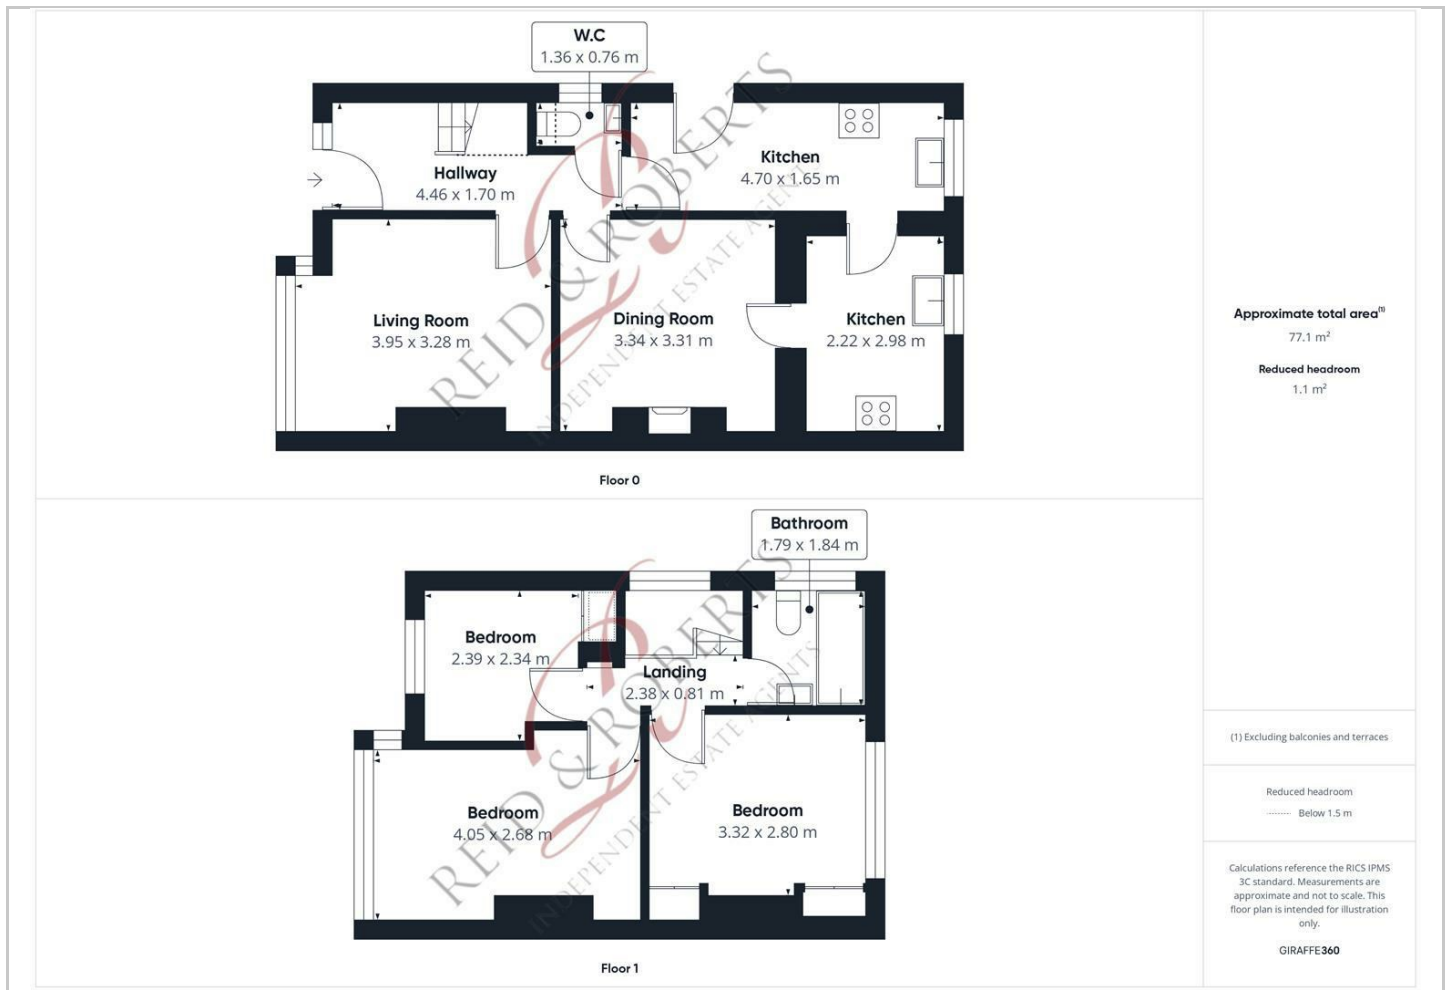 W.C
1.36 x 0.76 m
Kitchen
4.70 x 1.65 m
Hallway
4.46 x 1.70 m
Living Room
3.95 x 3.28 m
Dining Room
3.34 x 3.31 m
Kitchen
2.22 x 2.98 m
Floor 0
Bathroom
1.79 x 1.84 m
Bedroom
2.39 x 2.34 m
Landing
2.38 x 0.81 m
Bedroom
4.05 x 2.68 m
Bedroom
3.32 x 2.80 m
Floor 1
REID & ROBERTS
INDEPENDENT ESTATE AGENTS
REID & ROBERTS
INDEPENDENT ESTATE AGENTS
Approximate total area(1)
77.1 m²
Reduced headroom
1.1 m²
(1) Excluding balconies and terraces
Reduced headroom
Below 1.5 m
Calculations reference the RICS IPMS
3C standard. Measurements are
approximate and not to scale. This
floor plan is intended for illustration
only.
GIRAFFE360